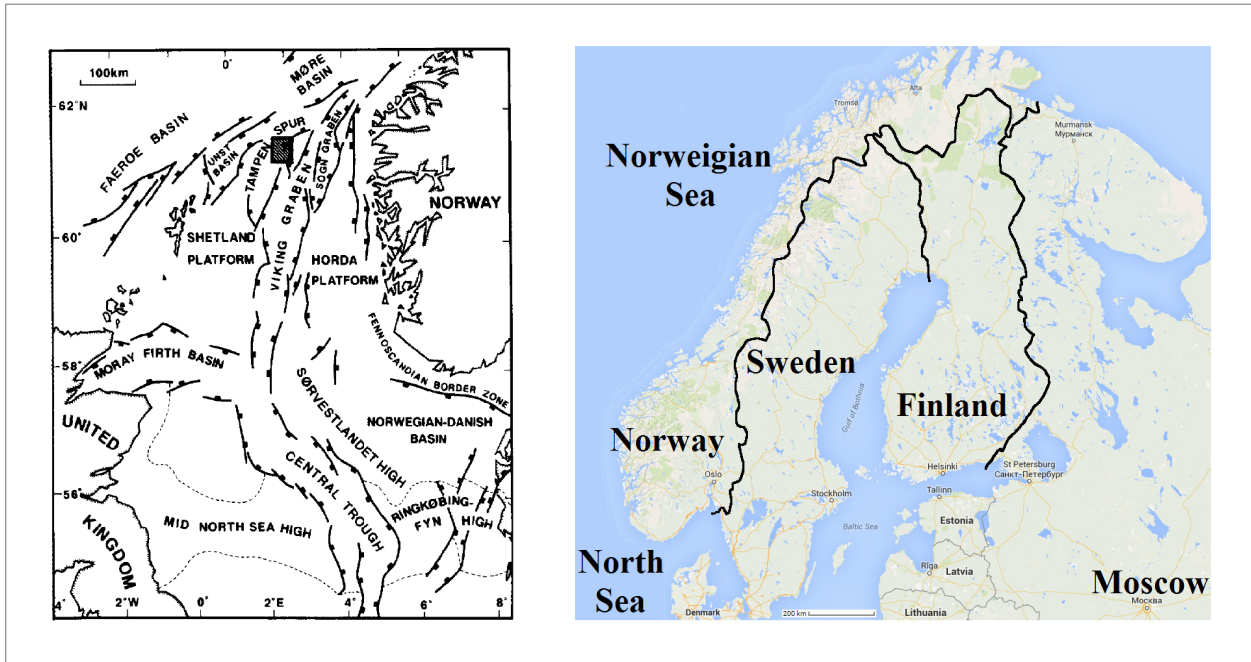 0°
100km
MØRE
BASIN
62°N
FAEROE BASIN
UNST
BASIN
TAMPEN SPUR
SOGN GRABEN
VIKING GRABEN
NORWAY
60°
SHETLAND
PLATFORM
HORDA
PLATFORM
FENNOSCANDIAN BORDER ZONE
58°
MORAY FIRTH BASIN
SØRVESTLANDET HIGH
NORWEGIAN-DANISH
BASIN
UNITED
KINGDOM
56°
CENTRAL TROUGH
RINGKØBING-
FYN HIGH
MID NORTH SEA HIGH
4° 2°W 0° 2°E 4° 6° 8°
Alta
Tromsø
Murmansk
Мурманск
Norweigian
Sea
Sweden
Gulf of Bothnia
Finland
Norway
Oslo
Helsinki
St Petersburg
Санкт-Петербург
Stockholm
Tallinn
Estonia
Baltic Sea
North
Sea
Rīga
Latvia
Moscow
Москва
Denmark
200 km
Lithuania